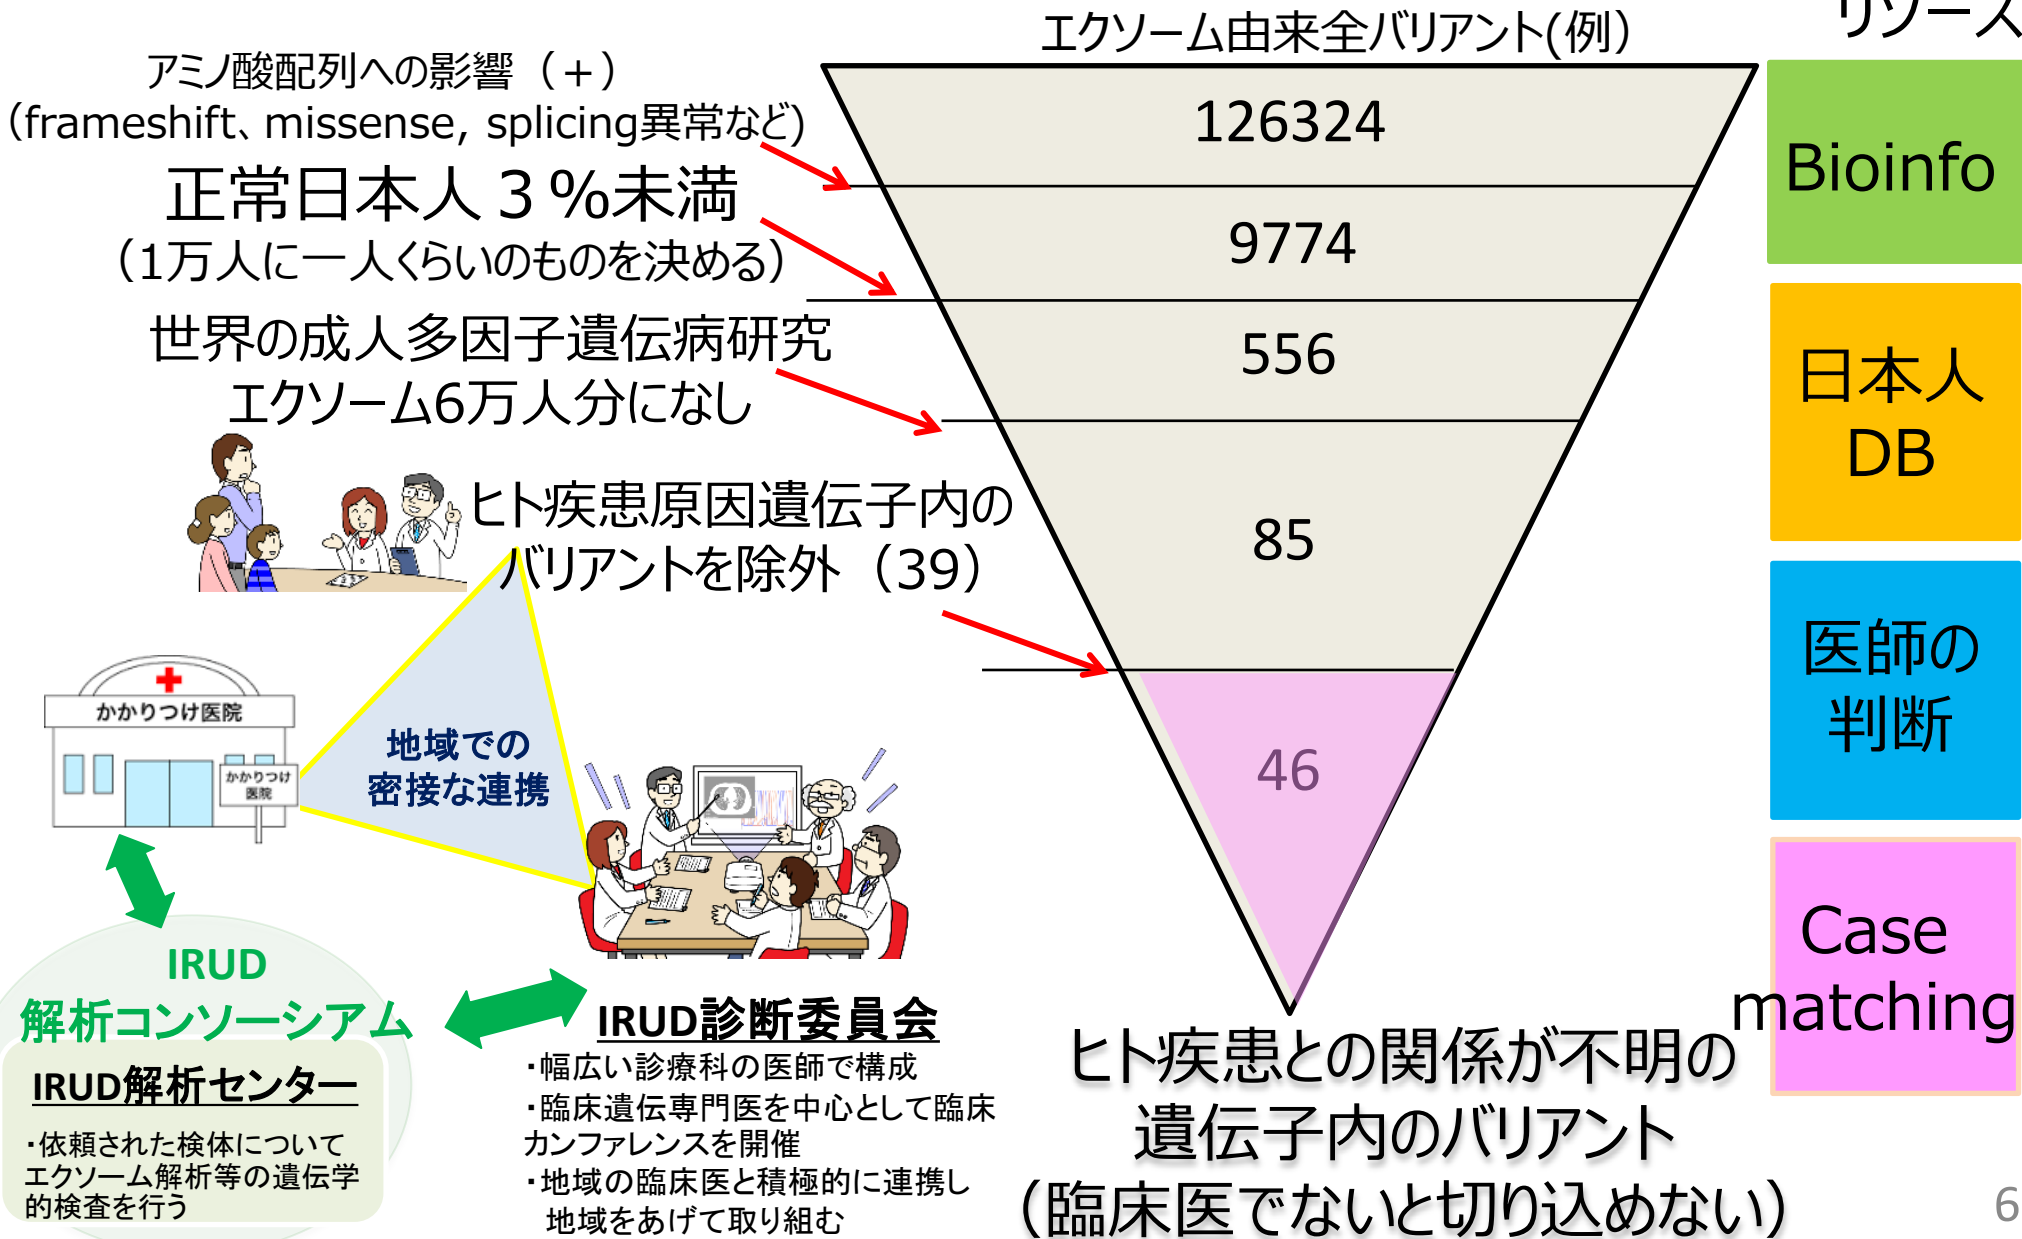 エクソーム由来全バリアント(例)
リソース
アミノ酸配列への影響（+）
（frameshift、missense, splicing異常など)
正常日本人３%未満
（1万人に一人くらいのものを決める）
世界の成人多因子遺伝病研究
エクソーム6万人分になし
ヒト疾患原因遺伝子内の
バリアントを除外（39）
126324
9774
556
85
46
Bioinfo
日本人
DB
医師の
判断
Case
matching
かかりつけ医院
かかりつけ
医院
地域での
密接な連携
IRUD
解析コンソーシアム
IRUD解析センター
・依頼された検体について
エクソーム解析等の遺伝学
的検査を行う
IRUD診断委員会
・幅広い診療科の医師で構成
・臨床遺伝専門医を中心として臨床
カンファレンスを開催
・地域の臨床医と積極的に連携し
地域をあげて取り組む
ヒト疾患との関係が不明の
遺伝子内のバリアント
（臨床医でないと切り込めない）
6